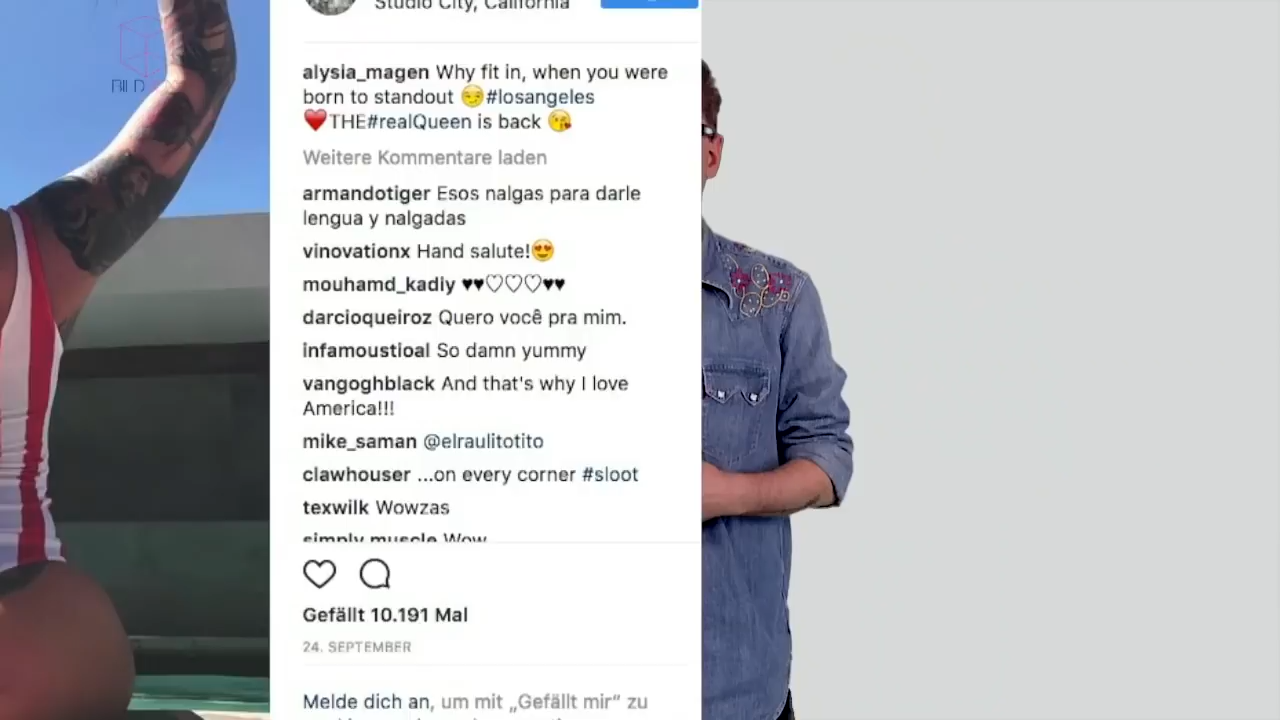 Studio City, California
alysia_magen Why fit in, when you were
born to standout 😏#losangeles
❤️THE#realQueen is back 😘
Weitere Kommentare laden
armandotiger Esos nalgas para darle
lengua y nalgadas
vinovationx Hand salute!😍
mouhamd_kadiy ♥♥♡♡♡♥♥
darcioqueiroz Quero você pra mim.
infamoustioal So damn yummy
vangoghblack And that's why I love
America!!!
mike_saman @elraulitotito
clawhouser ...on every corner #sloot
texwilk Wowzas
simply_muscle Wow
Gefällt 10.191 Mal
24. SEPTEMBER
Melde dich an, um mit „Gefällt mir“ zu